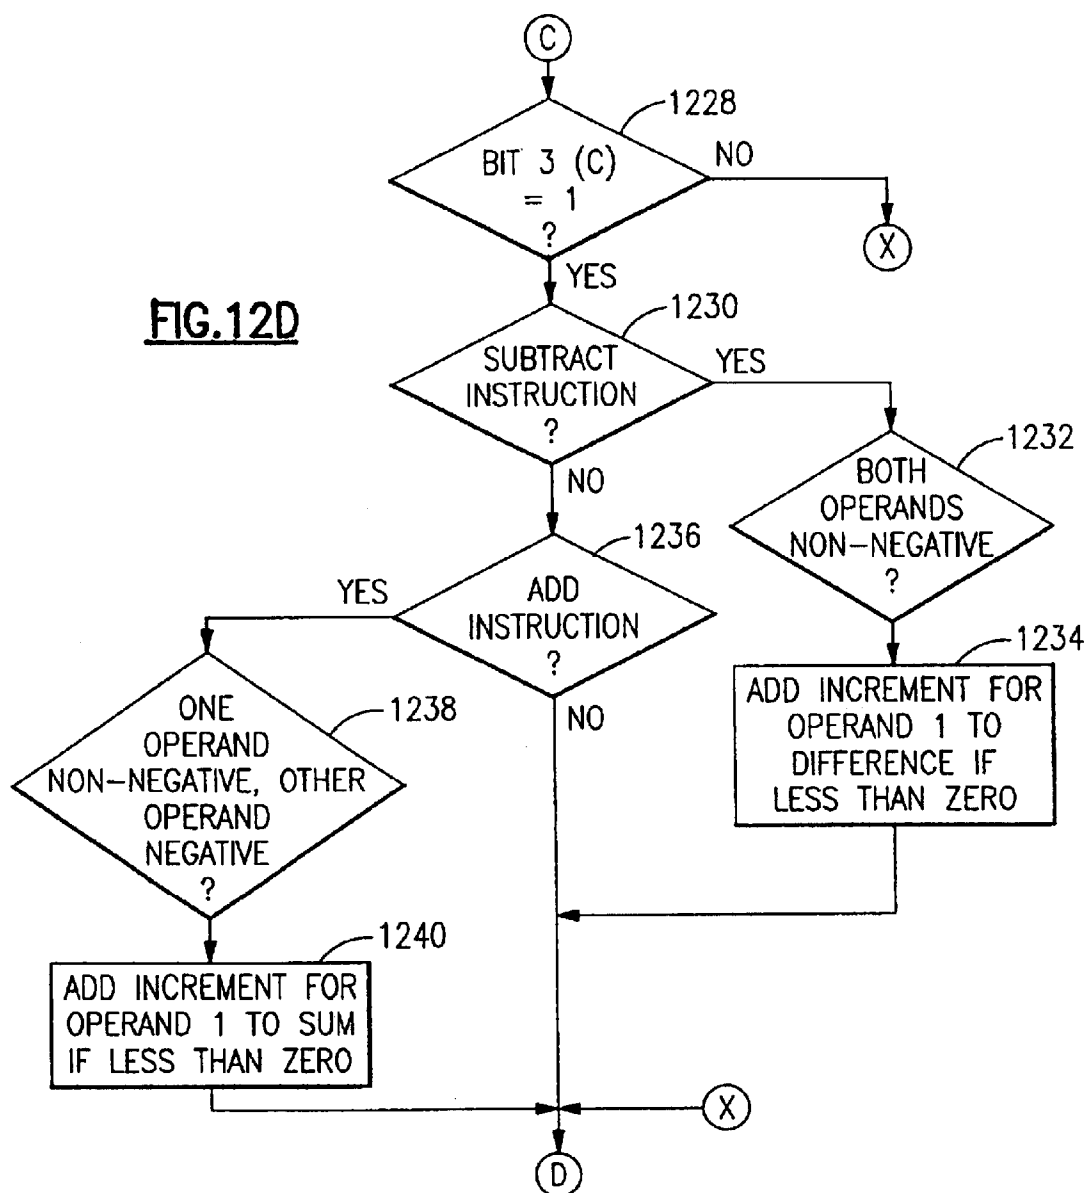 C
1228
BIT 3 (C)
= 1
?
NO
X
YES
FIG.12D
1230
SUBTRACT
INSTRUCTION
?
YES
NO
1232
BOTH
OPERANDS
NON-NEGATIVE
?
1236
ADD
INSTRUCTION
?
YES
NO
1234
ADD INCREMENT FOR
OPERAND 1 TO
DIFFERENCE IF
LESS THAN ZERO
1238
ONE
OPERAND
NON-NEGATIVE, OTHER
OPERAND
NEGATIVE
?
1240
ADD INCREMENT FOR
OPERAND 1 TO SUM
IF LESS THAN ZERO
X
D